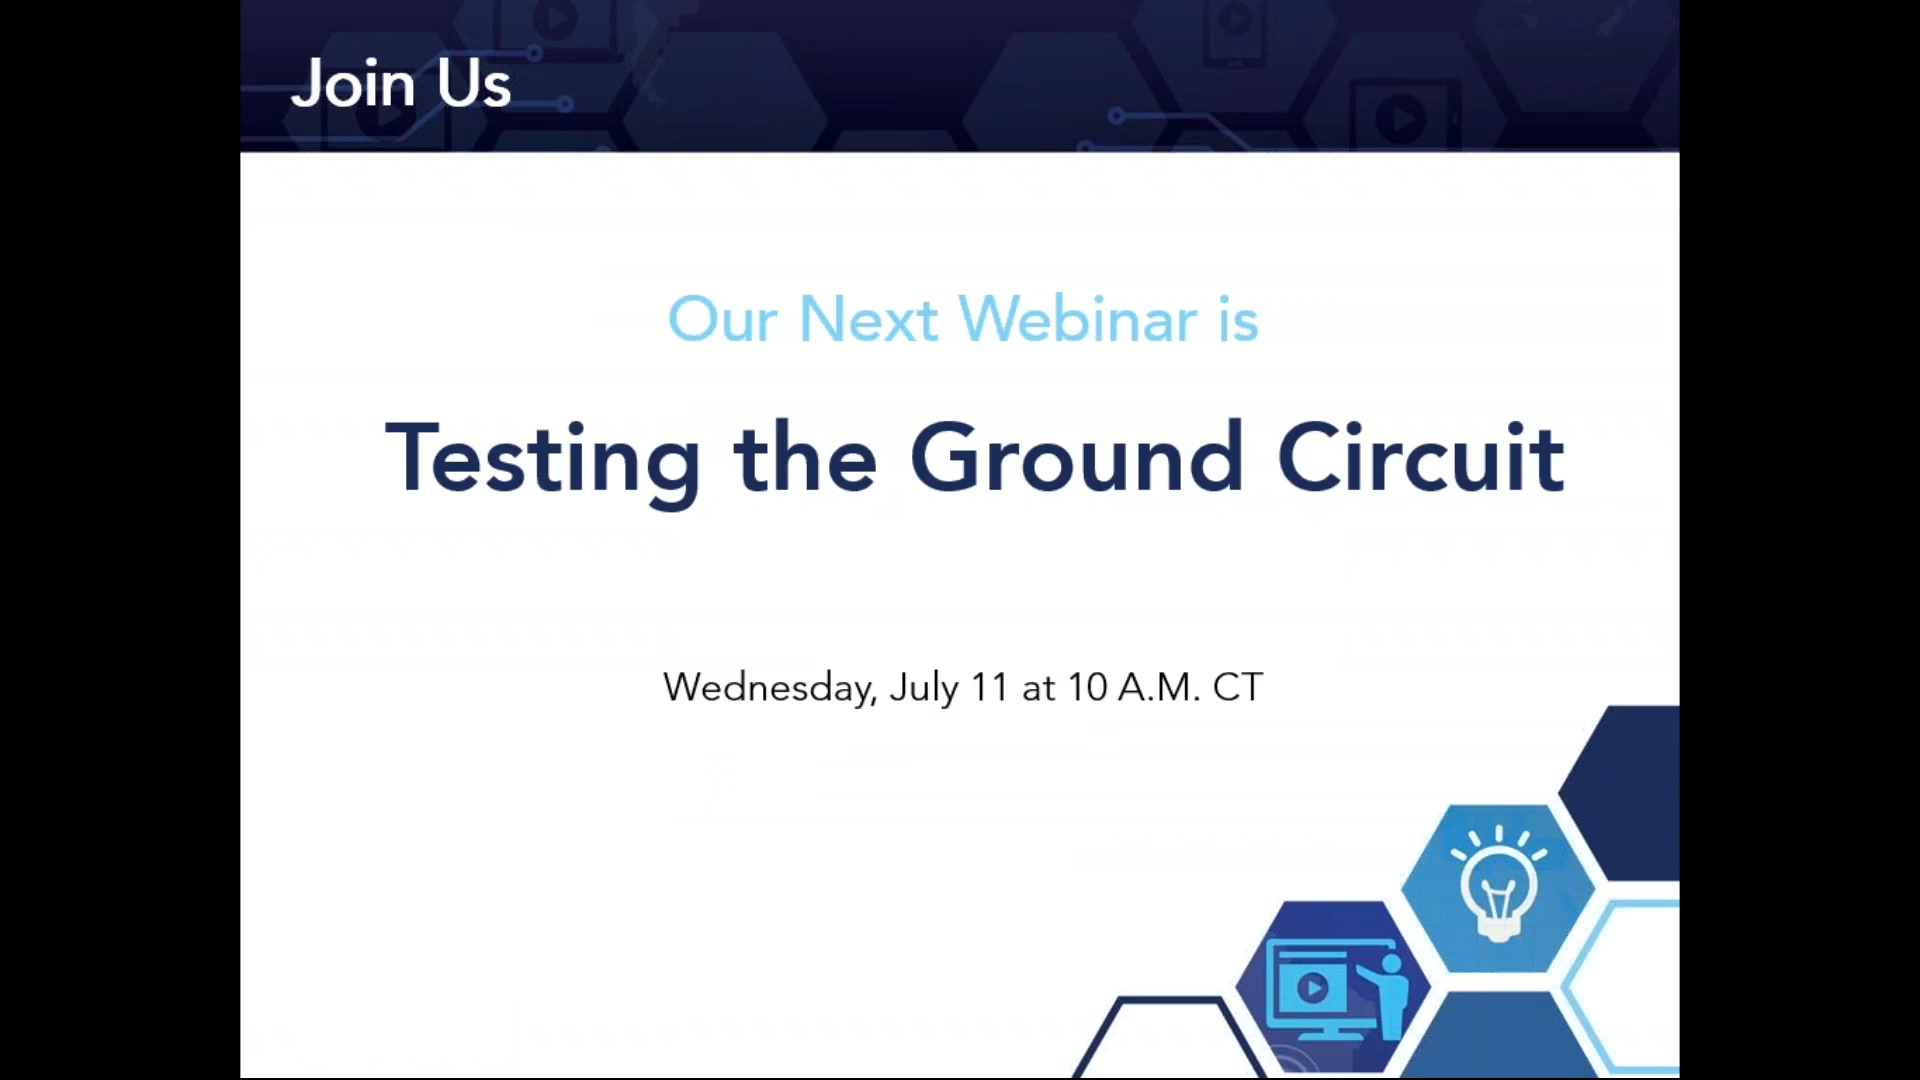 Join Us
Our Next Webinar is
Testing the Ground Circuit
Wednesday, July 11 at 10 A.M. CT